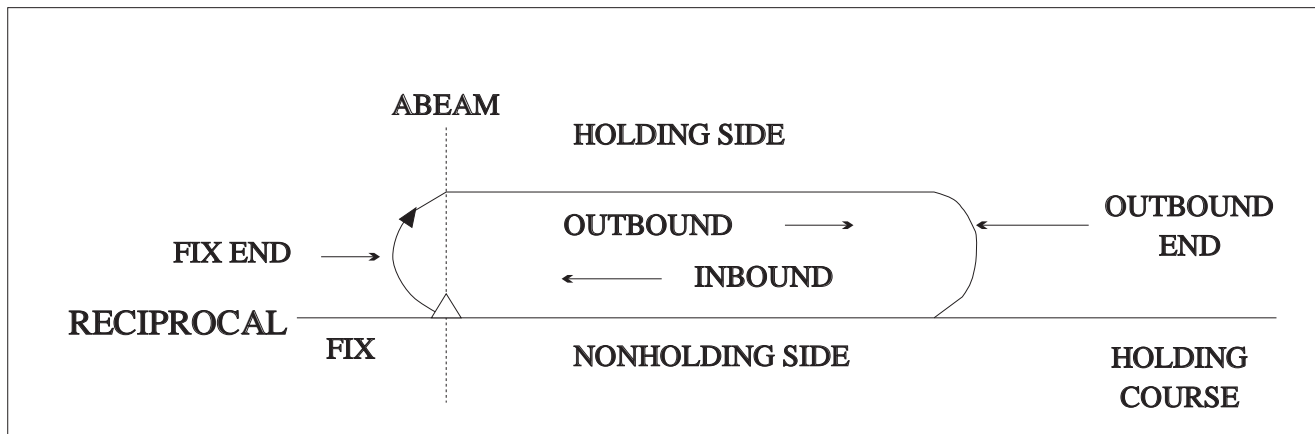 ABEAM
HOLDING SIDE
OUTBOUND
OUTBOUND
END
FIX END
INBOUND
RECIPROCAL
FIX
NONHOLDING SIDE
HOLDING
COURSE